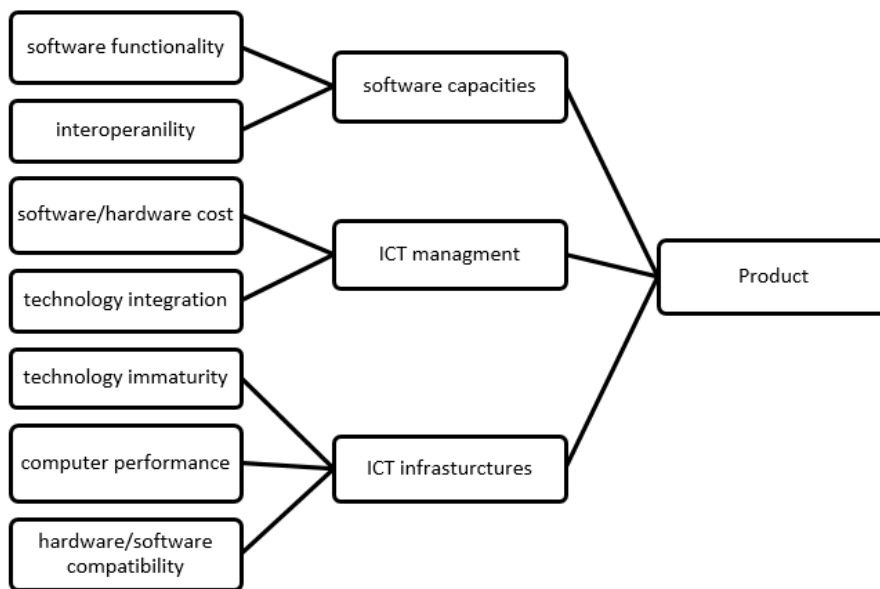 software functionality
interoperanility
software/hardware cost
technology integration
technology immaturity
computer performance
hardware/software
compatibility
software capacities
ICT managment
ICT infrasturctures
Product